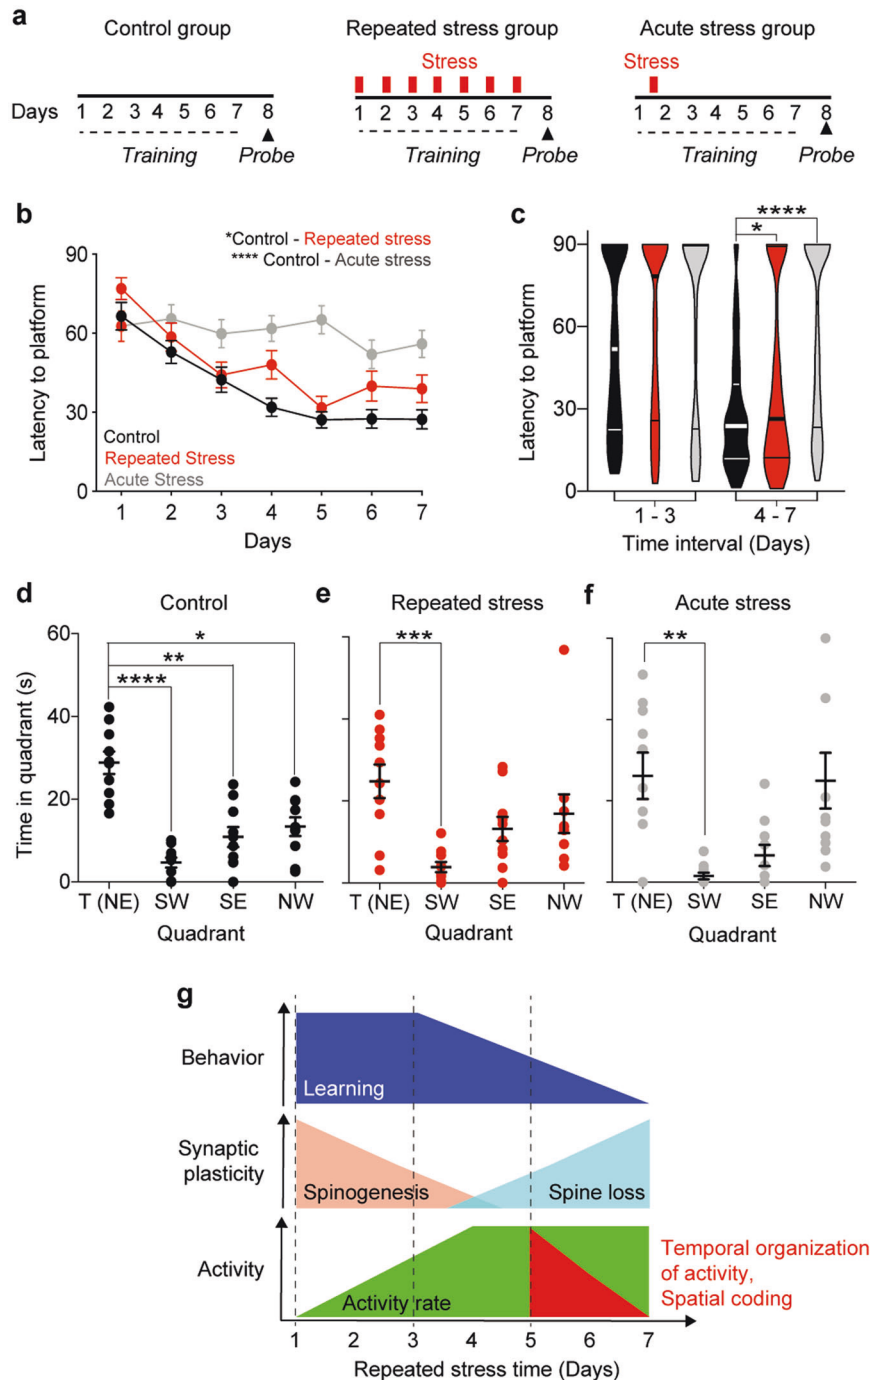 a
Control group
Repeated stress group
Acute stress group
Stress
Stress
Days
1 2 3 4 5 6 7 8
1 2 3 4 5 6 7 8
1 2 3 4 5 6 7 8
Training
Probe
Training
Probe
Training
Probe
b
*Control - Repeated stress
**** Control - Acute stress
Latency to platform
90
60
30
0
Control
Repeated Stress
Acute Stress
1 2 3 4 5 6 7
Days
c
****
*
Latency to platform
90
60
30
0
1 - 3
4 - 7
Time interval (Days)
d
Control
*
**
****
Time in quadrant (s)
60
40
20
0
T (NE) SW SE NW
Quadrant
e
Repeated stress
***
T (NE) SW SE NW
Quadrant
f
Acute stress
**
T (NE) SW SE NW
Quadrant
g
Behavior
Learning
Synaptic
plasticity
Spinogenesis
Spine loss
Activity
Activity rate
Temporal organization
of activity,
Spatial coding
1 2 3 4 5 6 7
Repeated stress time (Days)